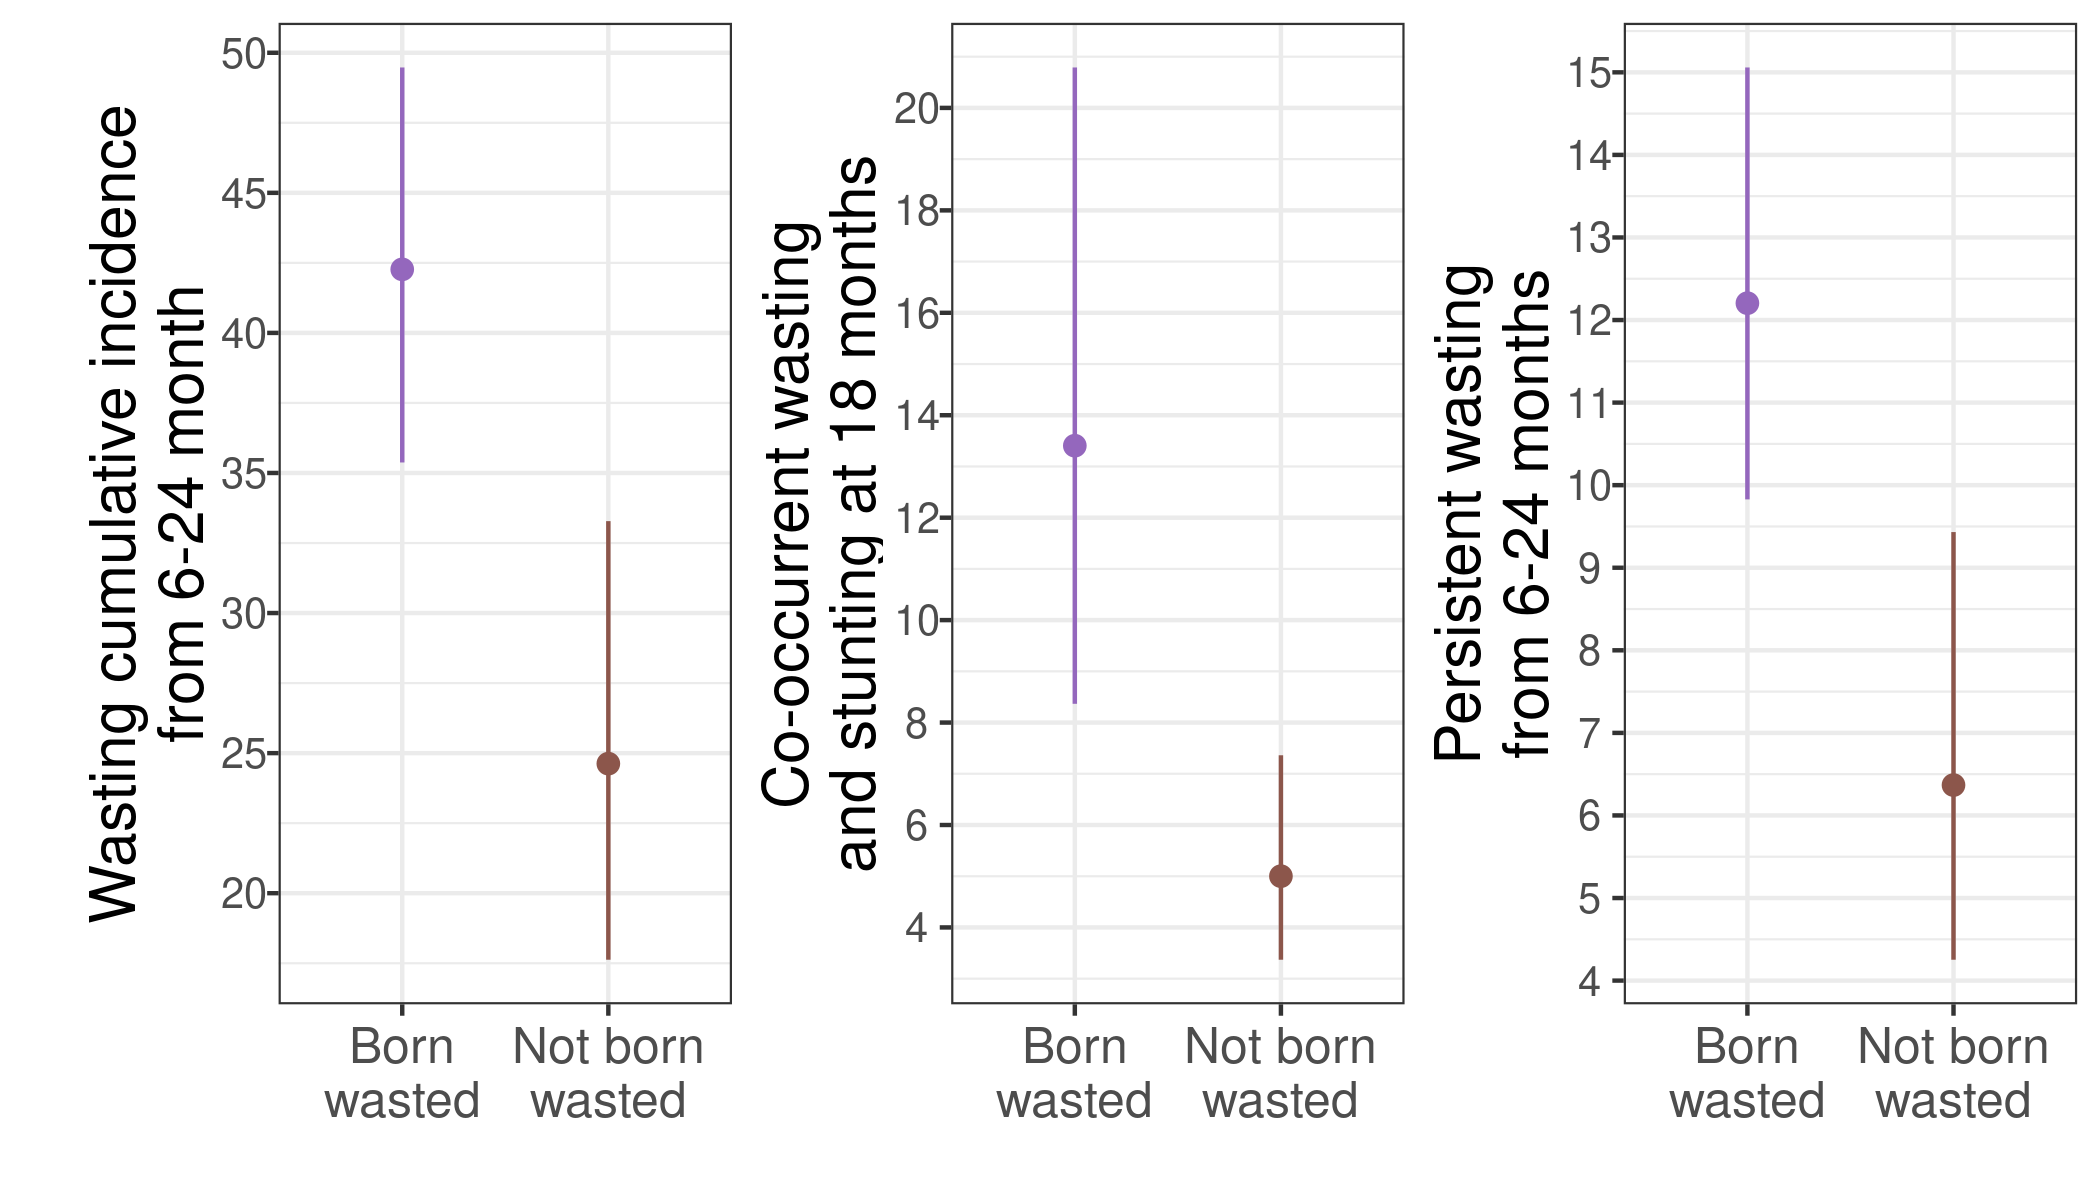 Wasting cumulative incidence
from 6-24 month
50
45
40
35
30
25
20
Born
wasted
Not born
wasted
Co-occurrent wasting
and stunting at 18 months
20
18
16
14
12
10
8
6
4
Born
wasted
Not born
wasted
Persistent wasting
from 6-24 months
15
14
13
12
11
10
9
8
7
6
5
4
Born
wasted
Not born
wasted